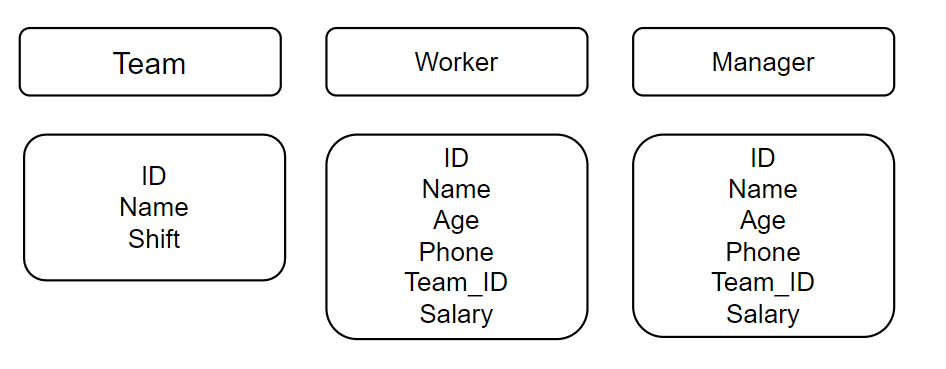 Team
Worker
Manager
ID
Name
Shift
ID
Name
Age
Phone
Team_ID
Salary
ID
Name
Age
Phone
Team_ID
Salary